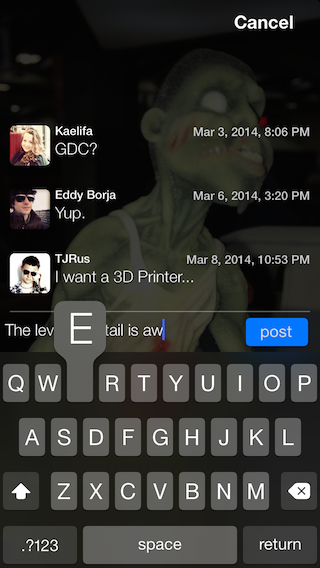 Cancel
Kaelifa Mar 3, 2014, 8:06 PM
GDC?
Eddy Borja Mar 6, 2014, 3:20 PM
Yup.
TJRus Mar 8, 2014, 10:53 PM
I want a 3D Printer...
The lev tail is aw post
E
Q W R T Y U I O P
A S D F G H J K L
Z X C V B N M
.?123 space return